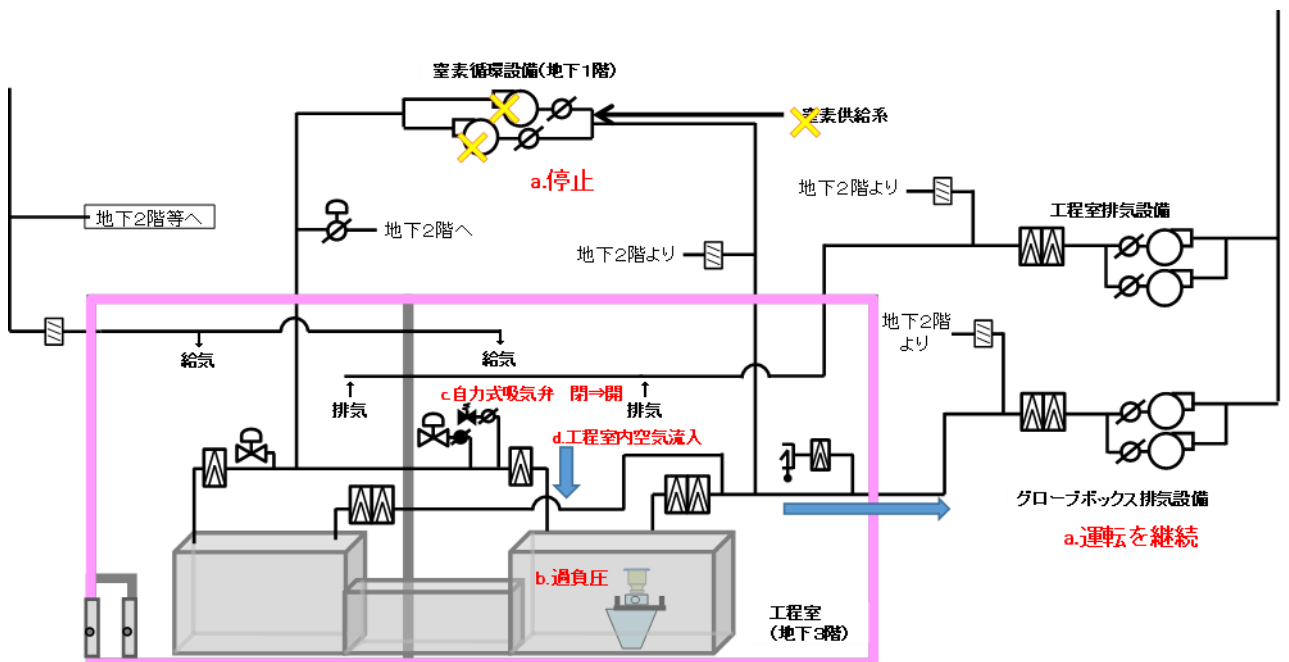 窒素循環設備(地下1階)
窒素供給系
a.停止
地下2階より
工程室排気設備
地下2階等へ
地下2階へ
地下2階より
地下2階
より
給気
給気
c.自力式吸気弁 閉⇒開
排気
排気
d.工程室内空気流入
グローブボックス排気設備
a.運転を継続
b.過負圧
工程室
(地下3階)